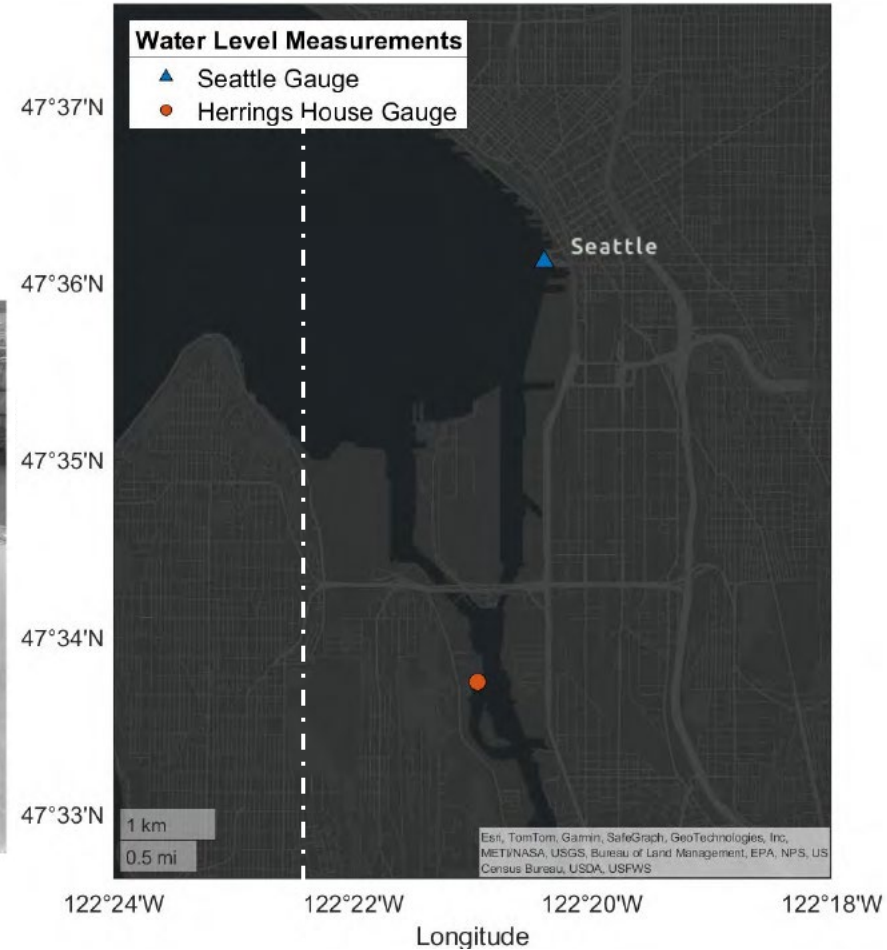 Water Level Measurements
Seattle Gauge
Herrings House Gauge
47°37'N
Seattle
47°36'N
47°35'N
47°34'N
47°33'N
1 km
0.5 mi
Esri, TomTom, Garmin, SafeGraph, GeoTechnologies, Inc,
METI/NASA, USGS, Bureau of Land Management, EPA, NPS, US
Census Bureau, USDA, USFWS
122°24'W
122°22'W
122°20'W
122°18'W
Longitude